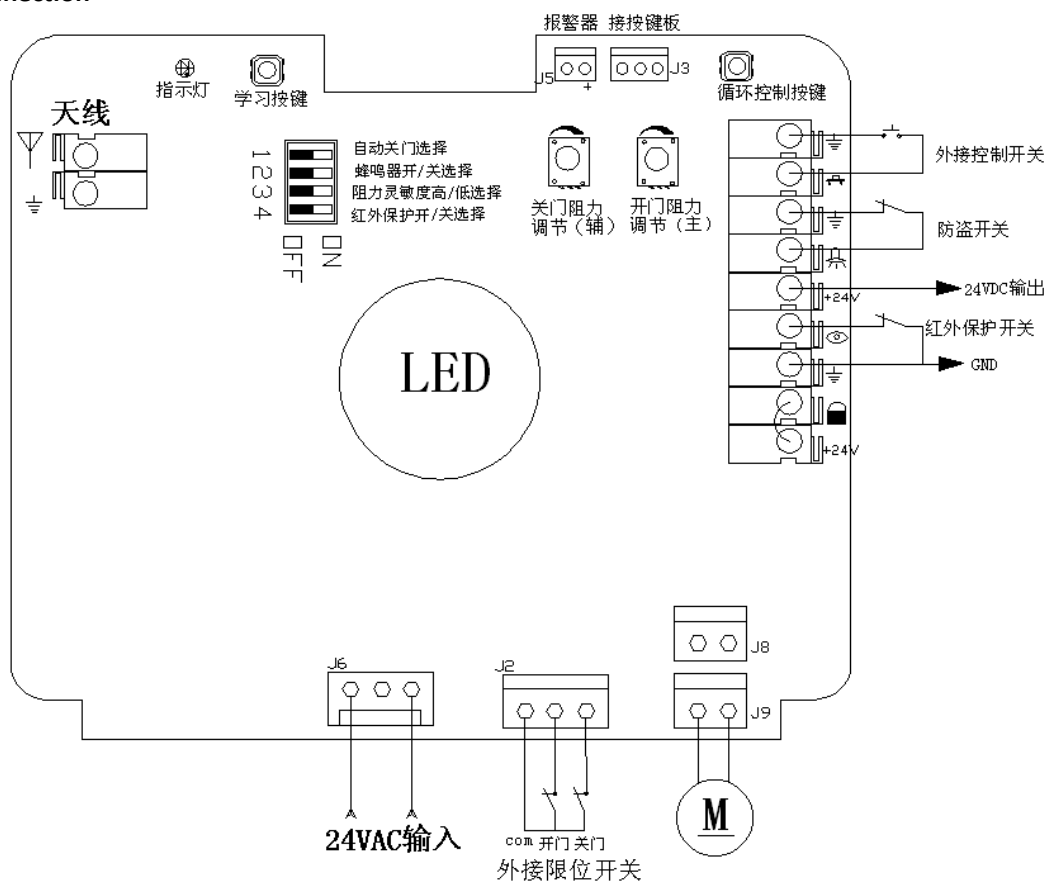 报警器 接按键板
J5
+
J3
指示灯
学习按键
循环控制按键
天线
1
2
3
4
自动关门选择
蜂鸣器开/关选择
阻力灵敏度高/低选择
红外保护开/关选择
OFF
ON
关门阻力
调节（辅）
开门阻力
调节（主）
外接控制开关
防盗开关
+24V
24VDC输出
红外保护开关
GND
+24V
LED
J8
J6
J2
J9
M
24VAC输入
com 开门 关门
外接限位开关